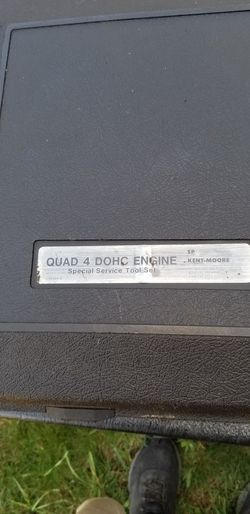 QUAD 4 DOHC ENGINE
Special Service Tool Set
KENT-MOORE